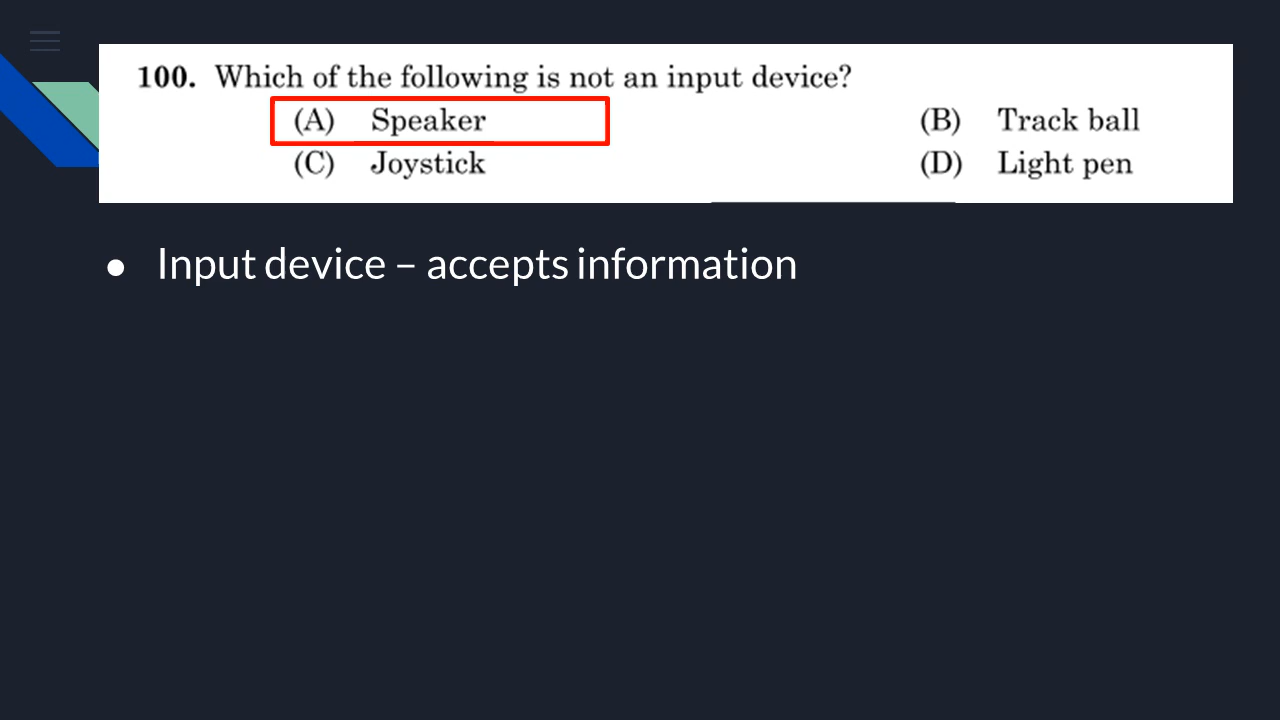 100. Which of the following is not an input device?
(A) Speaker (B) Track ball
(C) Joystick (D) Light pen
● Input device – accepts information